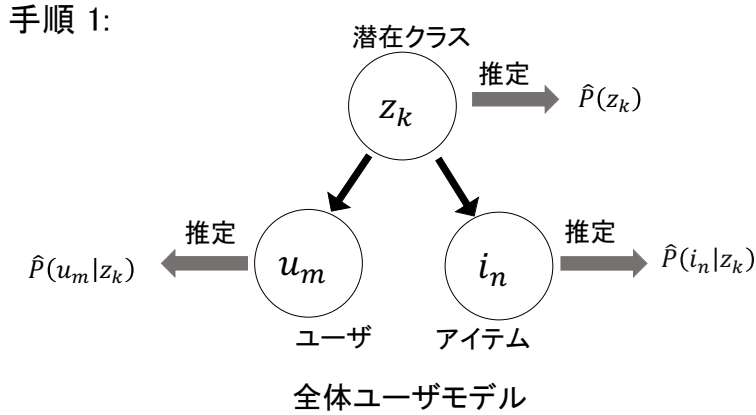 手順 1:
潜在クラス
z_k
推定
P̂(z_k)
推定
P̂(u_m|z_k)
u_m
ユーザ
i_n
アイテム
推定
P̂(i_n|z_k)
全体ユーザモデル